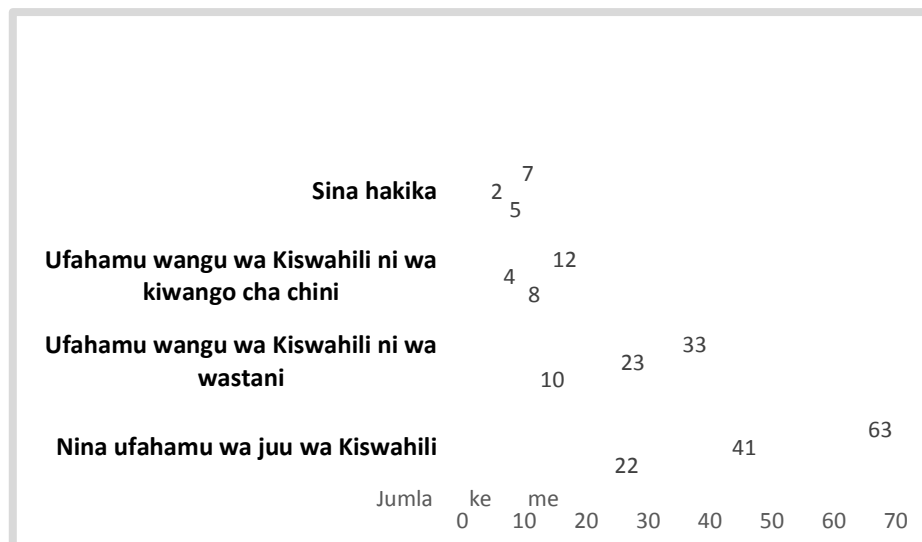 7
Sina hakika 2
5
Ufahamu wangu wa Kiswahili ni wa 12
kiwango cha chini 4
8
Ufahamu wangu wa Kiswahili ni wa 33
wastani 23
10
63
Nina ufahamu wa juu wa Kiswahili 41
22
Jumla ke me
0 10 20 30 40 50 60 70